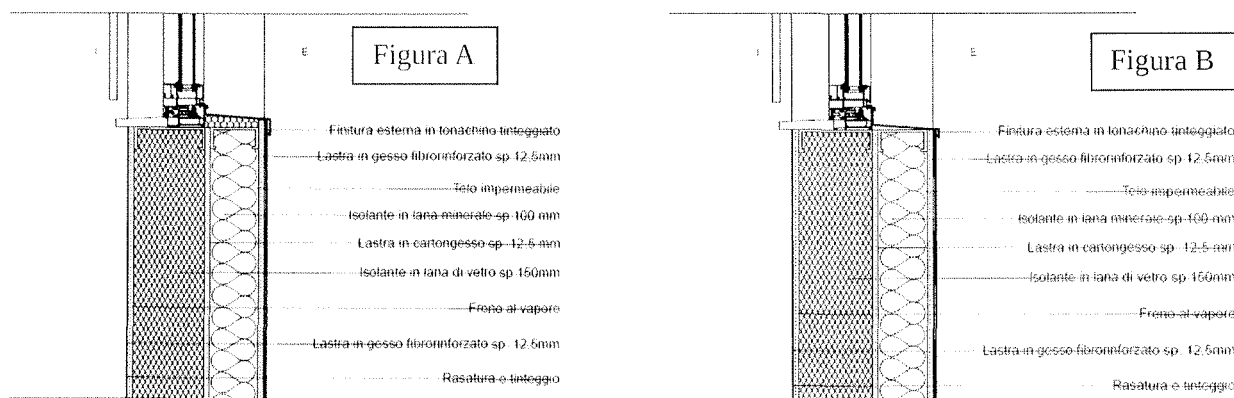 I
E
Figura A
Finitura esterna in tonachino tinteggiato
Lastra in gesso fibrorinforzato sp 12,5mm
Telo impermeabile
Isolante in lana minerale sp 100 mm
Lastra in cartongesso sp 12,5 mm
Isolante in lana di vetro sp 150mm
Freno al vapore
Lastra in gesso fibrorinforzato sp. 12,5mm
Rasatura e tinteggio
I
E
Figura B
Finitura esterna in tonachino tinteggiato
Lastra in gesso fibrorinforzato sp 12,5mm
Telo impermeabile
Isolante in lana minerale sp 100 mm
Lastra in cartongesso sp 12,5 mm
Isolante in lana di vetro sp 150mm
Freno al vapore
Lastra in gesso fibrorinforzato sp. 12,5mm
Rasatura e tinteggio